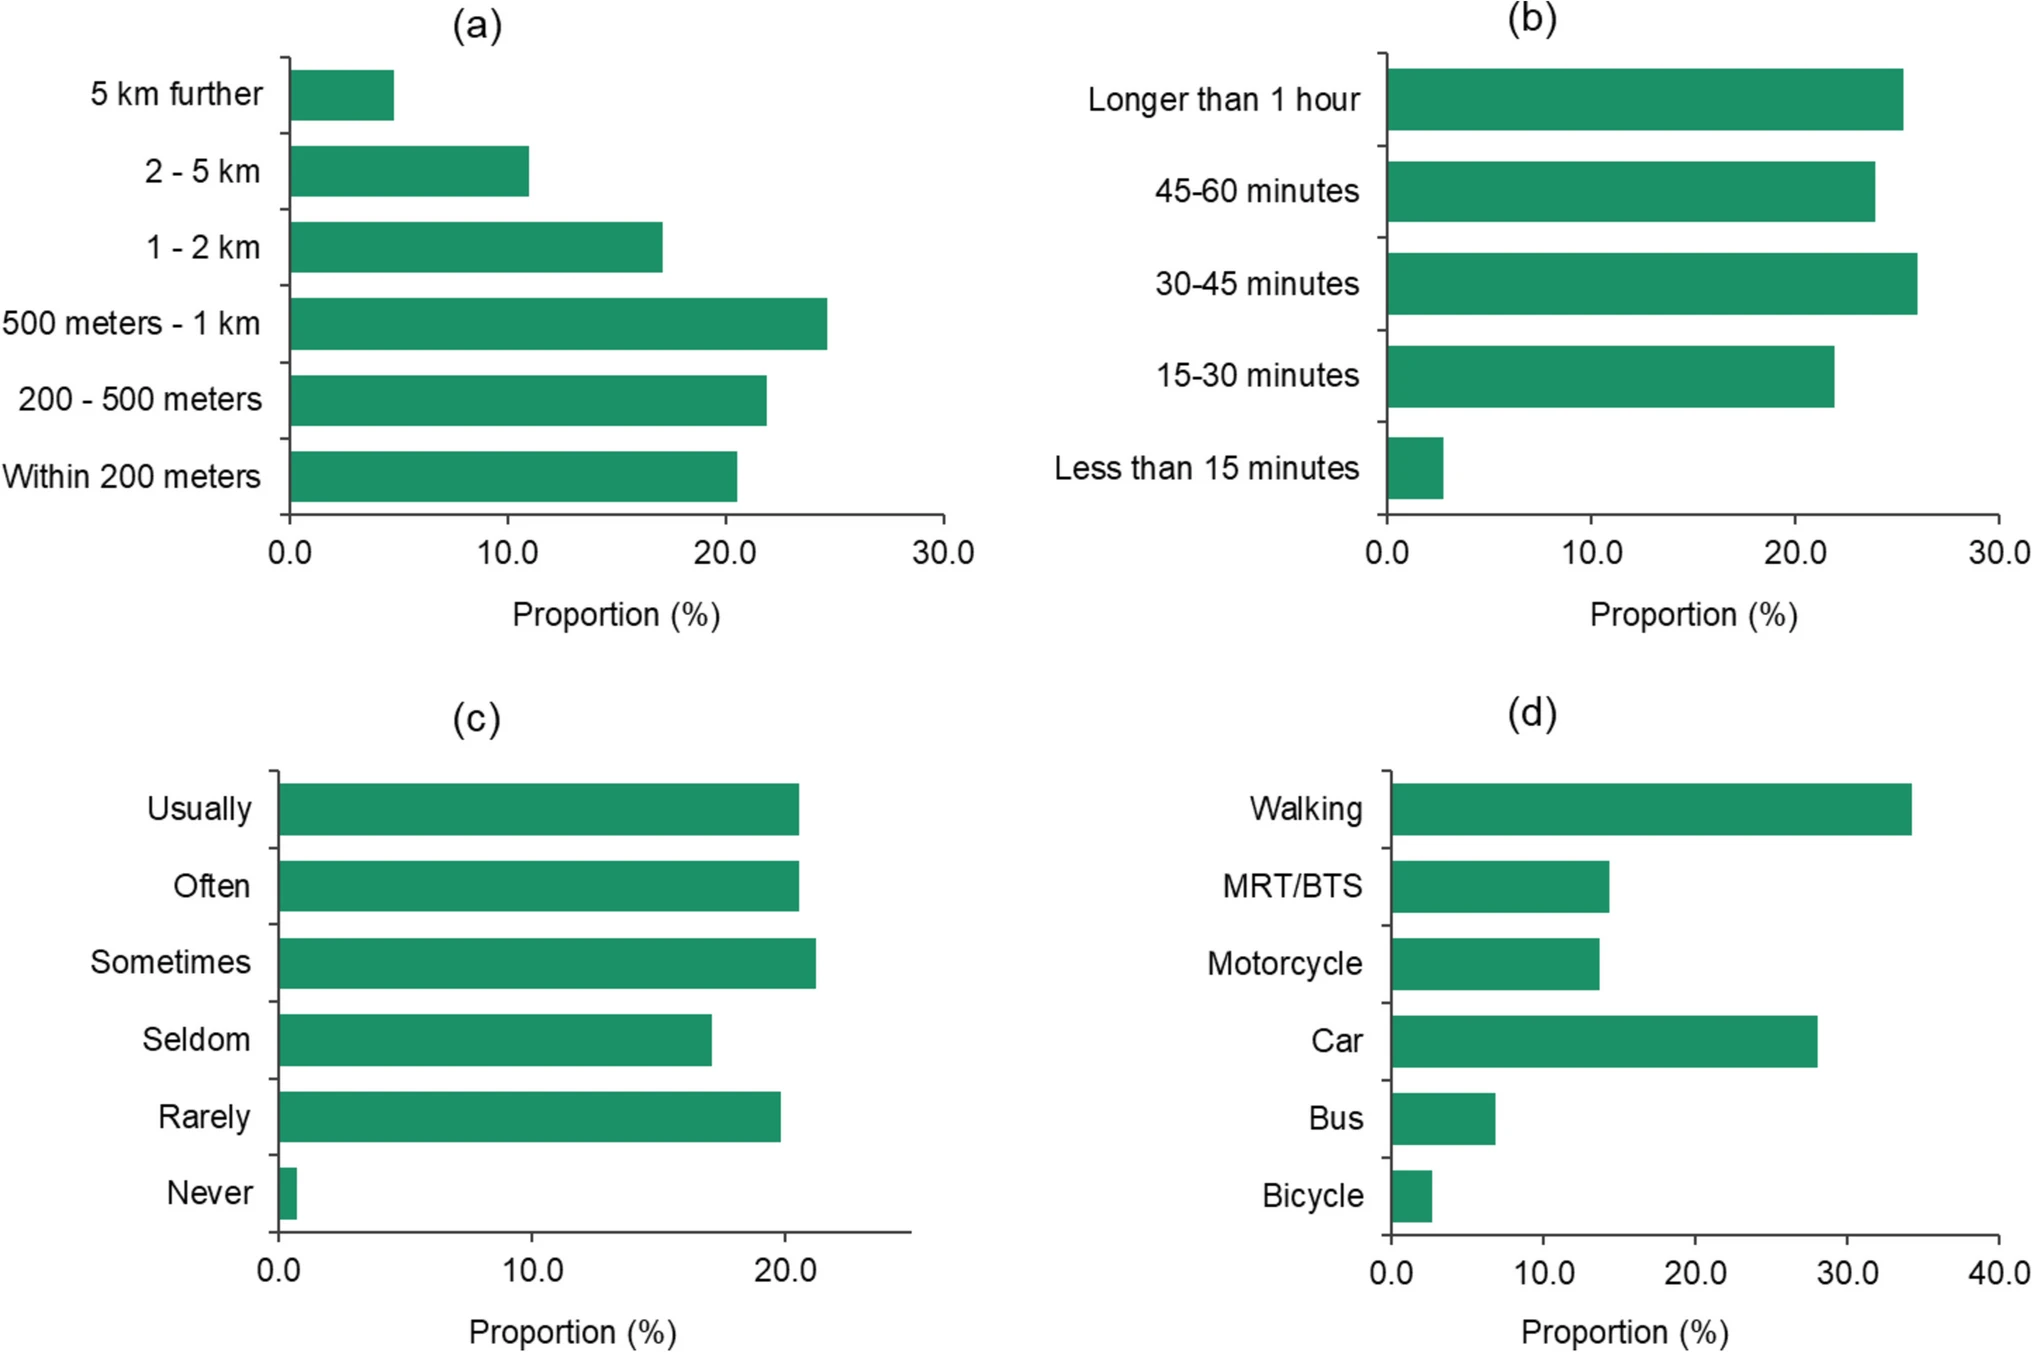 (a)
5 km further
2 - 5 km
1 - 2 km
500 meters - 1 km
200 - 500 meters
Within 200 meters
0.0 10.0 20.0 30.0
Proportion (%)
(b)
Longer than 1 hour
45-60 minutes
30-45 minutes
15-30 minutes
Less than 15 minutes
0.0 10.0 20.0 30.0
Proportion (%)
(c)
Usually
Often
Sometimes
Seldom
Rarely
Never
0.0 10.0 20.0
Proportion (%)
(d)
Walking
MRT/BTS
Motorcycle
Car
Bus
Bicycle
0.0 10.0 20.0 30.0 40.0
Proportion (%)